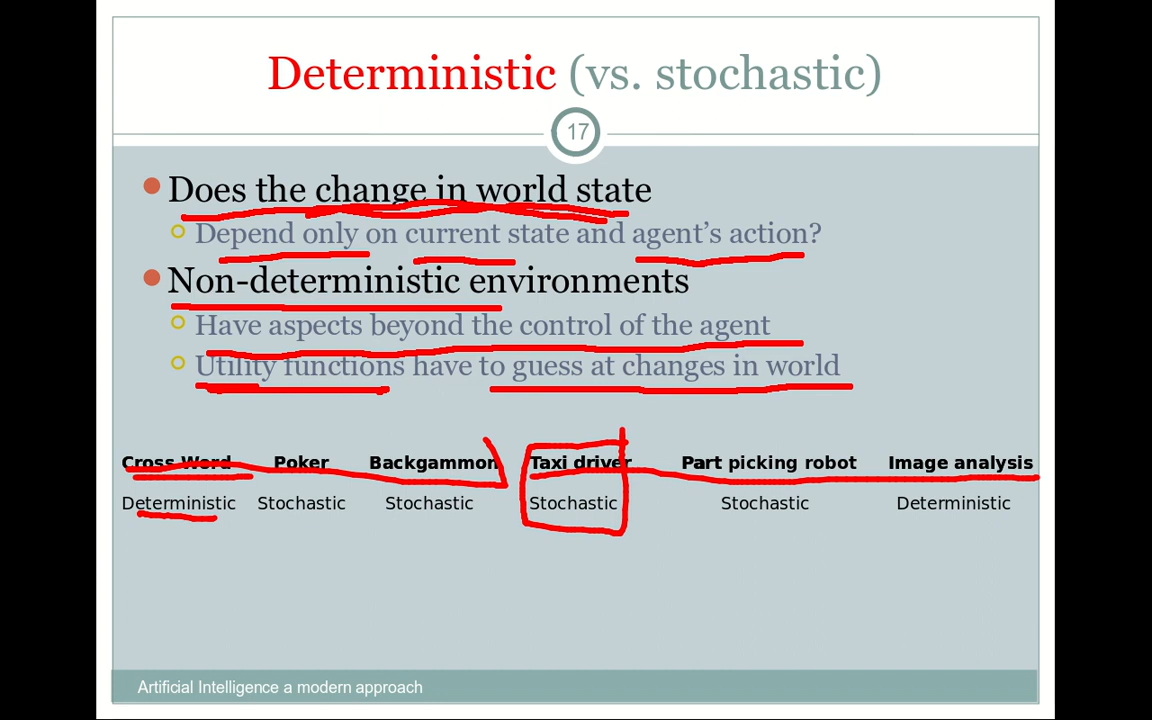 Deterministic (vs. stochastic)
17
Does the change in world state
Depend only on current state and agent's action?
Non-deterministic environments
Have aspects beyond the control of the agent
Utility functions have to guess at changes in world
Cross Word Poker Backgammon Taxi driver Part picking robot Image analysis
Deterministic Stochastic Stochastic Stochastic Stochastic Deterministic
Artificial Intelligence a modern approach